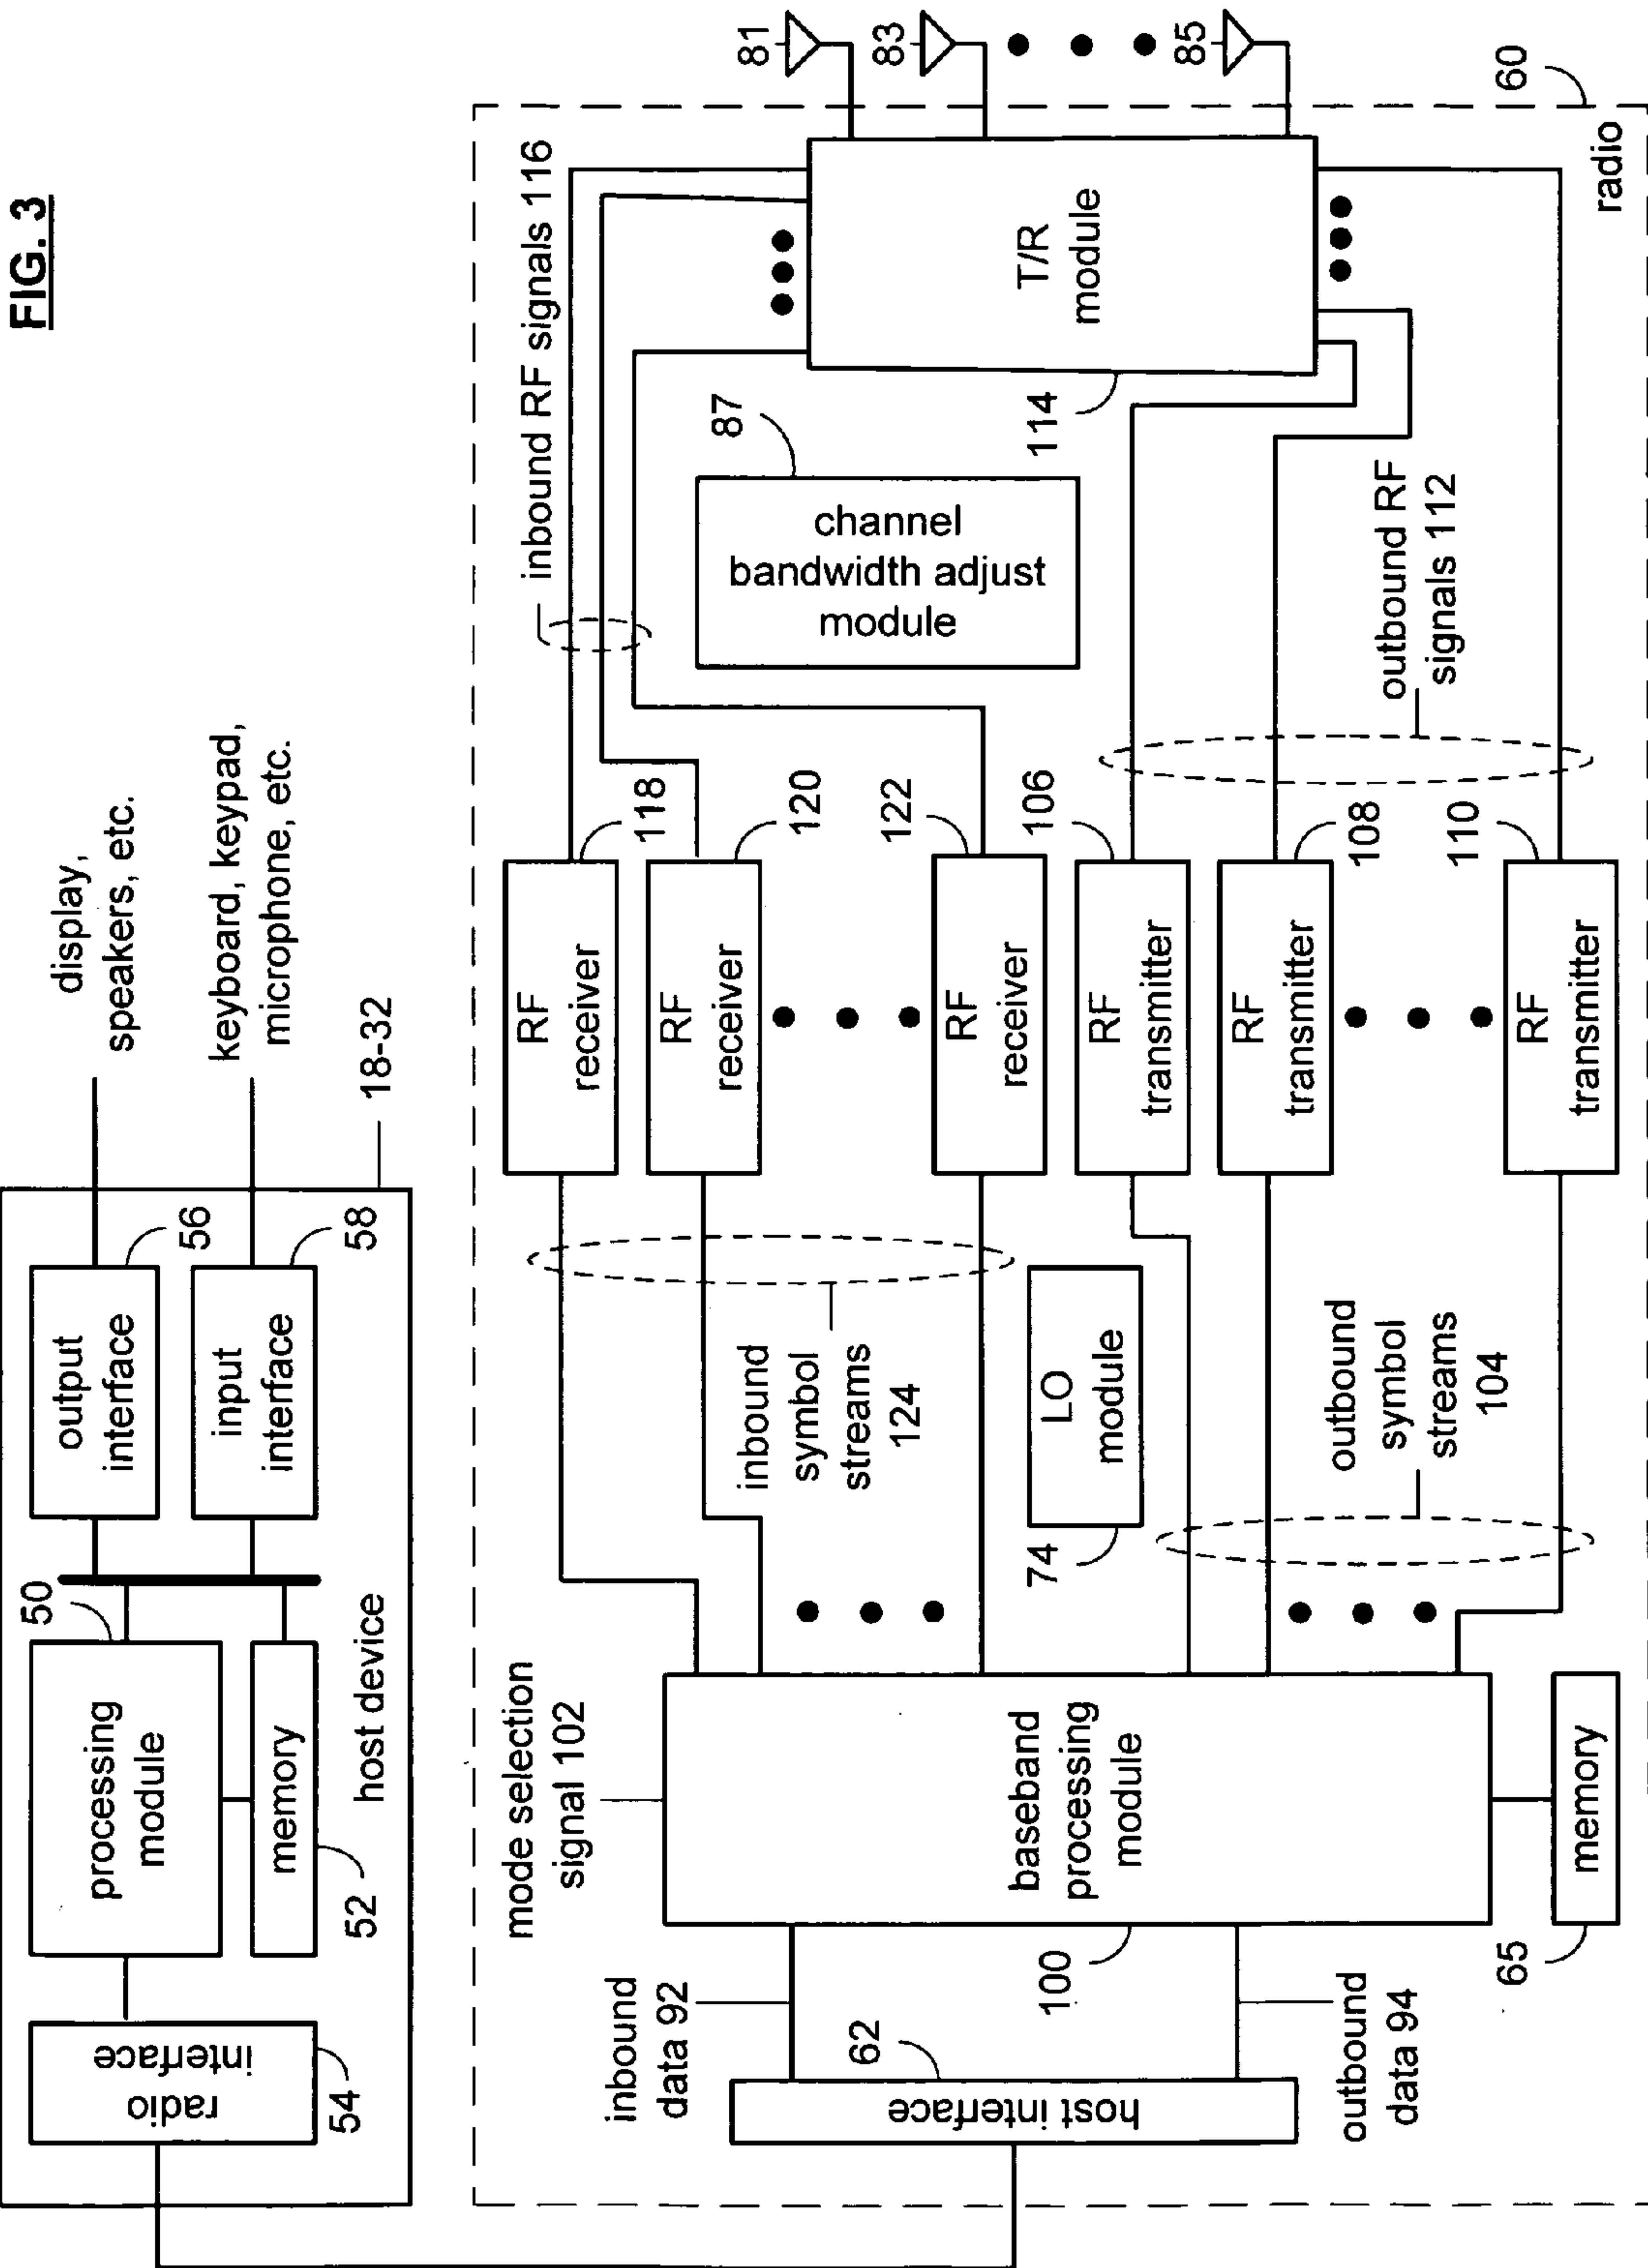 FIG. 3
display,
speakers, etc.
keyboard, keypad,
microphone, etc.
18-32
radio
interface
54
processing
module
50
memory
52
output
interface
56
input
interface
58
host device
mode selection
signal 102
inbound
data 92
62
host interface
100
outbound
data 94
baseband
processing
module
65
memory
inbound
symbol
streams 
124
LO
module
74
outbound
symbol
streams
104
RF
receiver
118
RF
receiver
120
RF
receiver
122
RF
transmitter
106
RF
transmitter
108
RF
transmitter
110
inbound RF signals 116
channel
bandwidth adjust
module
87
outbound RF
signals 112
T/R
module
114
81
83
85
60
radio